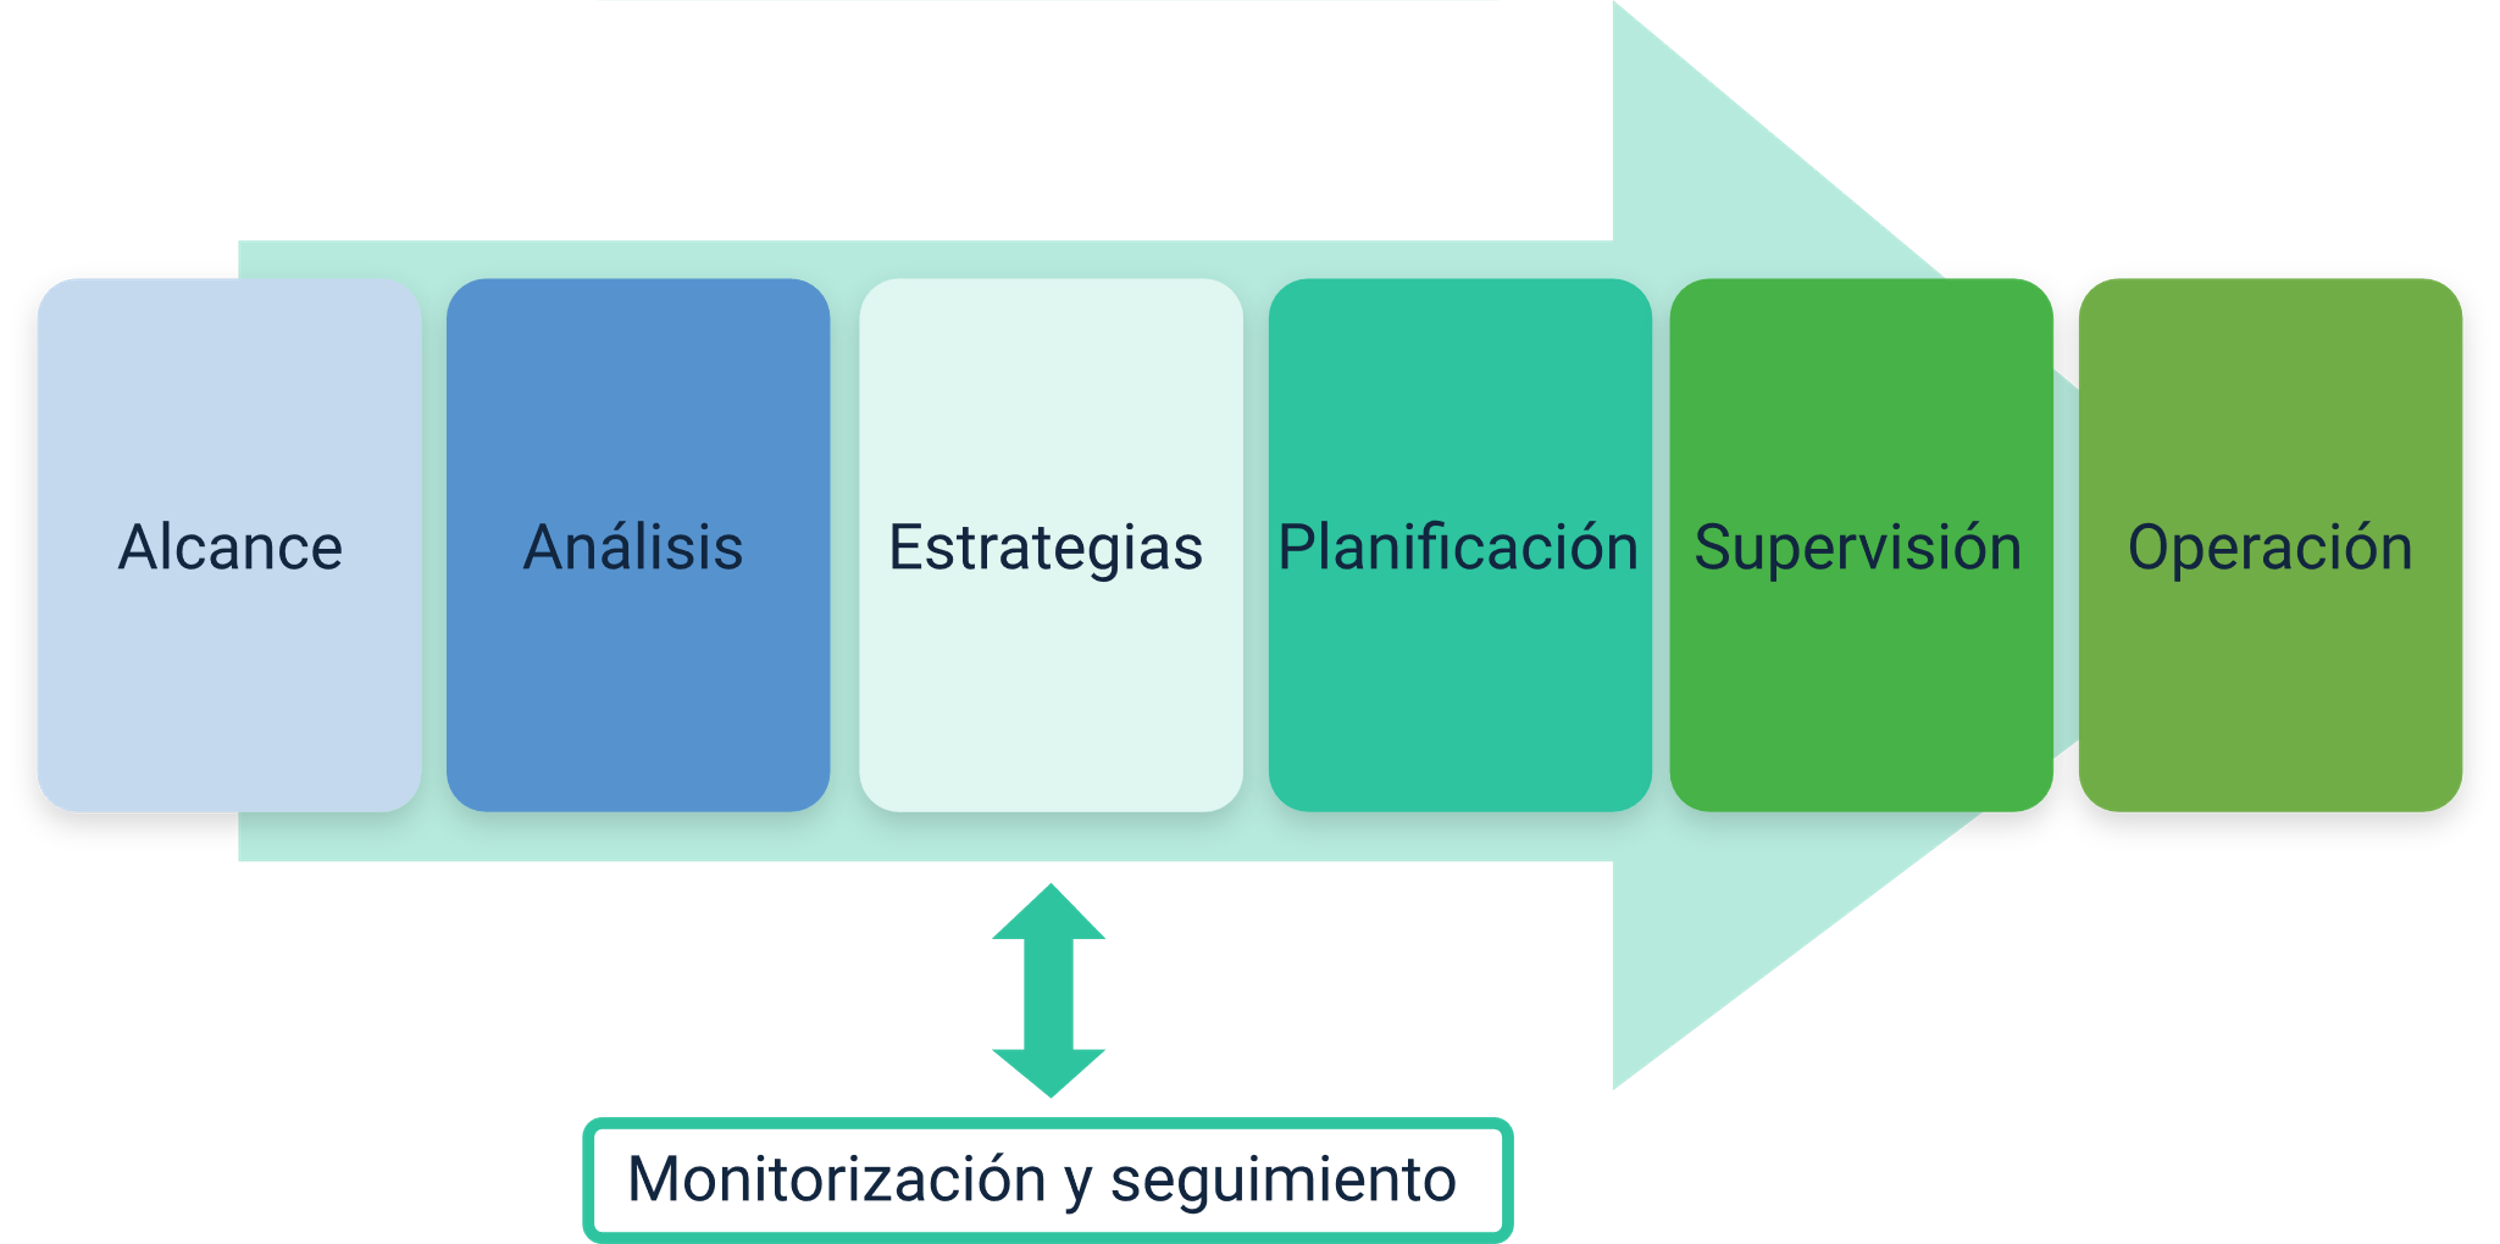 Alcance
Análisis
Estrategias
Planificación
Supervisión
Operación
Monitorización y seguimiento